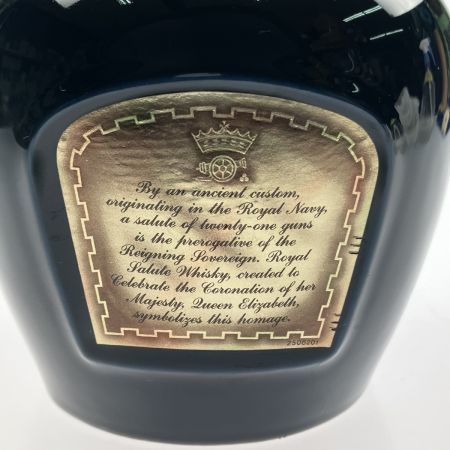 By an ancient custom,
originating in the Royal Navy,
a salute of twenty-one guns
is the prerogative of the
Reigning Sovereign. Royal
Salute Whisky, created to
Celebrate the Coronation of her
Majesty, Queen Elizabeth,
symbolizes this homage.
2506201